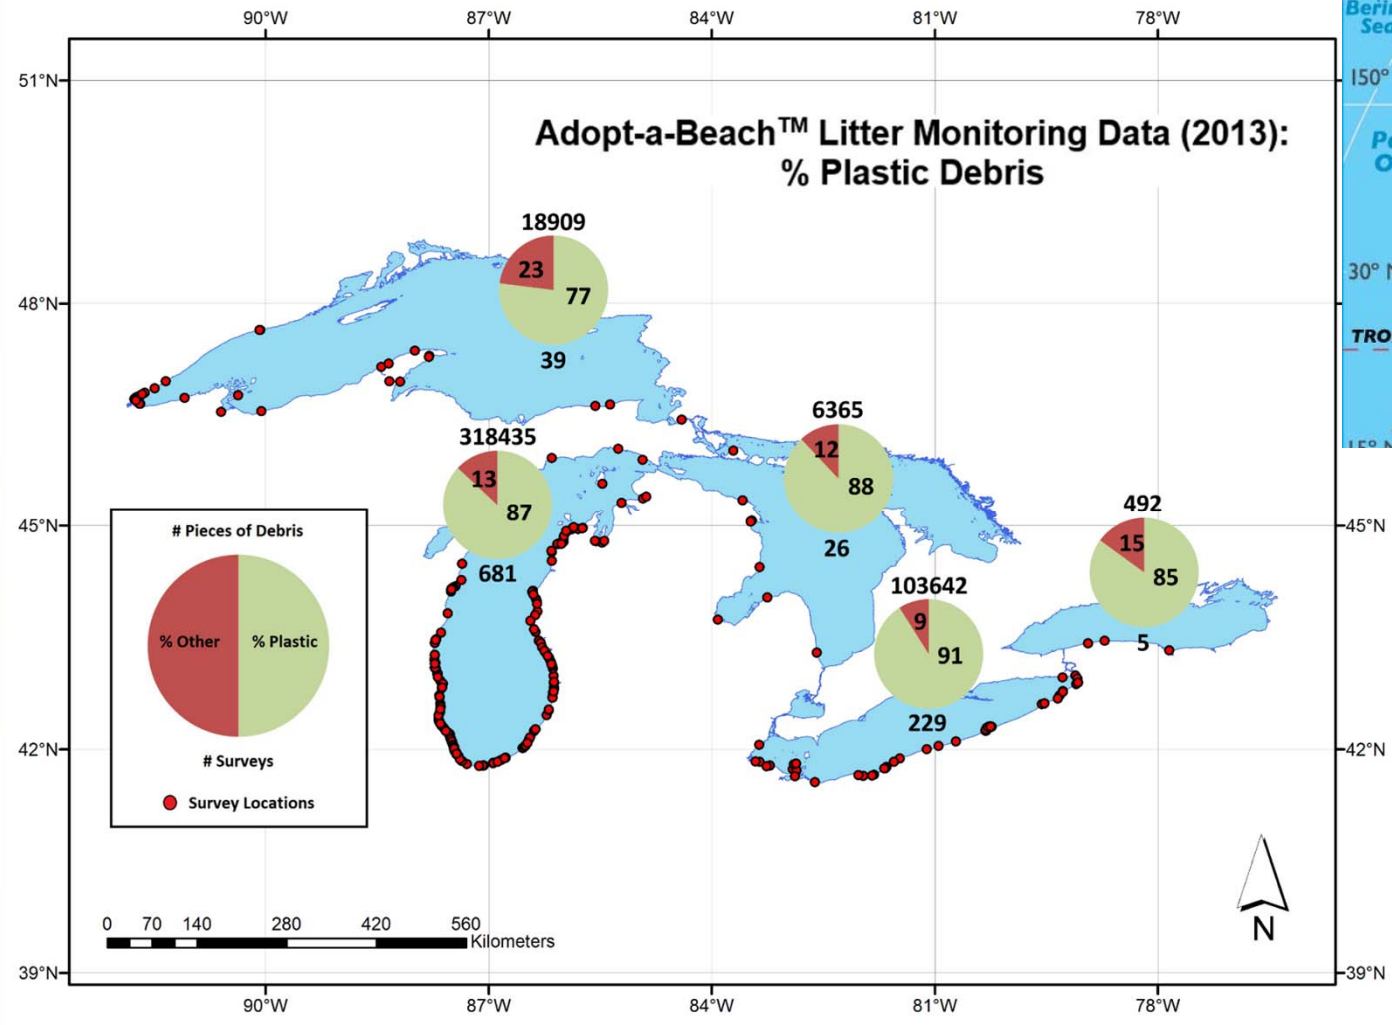 90°W 87°W 84°W 81°W 78°W
51°N
Adopt-a-Beach™ Litter Monitoring Data (2013):
% Plastic Debris
18909
23
77
39
48°N
6365
12
88
26
318435
13
87
681
492
15
85
5
45°N
45°N
103642
9
91
229
# Pieces of Debris
% Other
% Plastic
# Surveys
Survey Locations
42°N
42°N
0 70 140 280 420 560
Kilometers
N
39°N
39°N
90°W 87°W 84°W 81°W 78°W
150°
30°
TRO